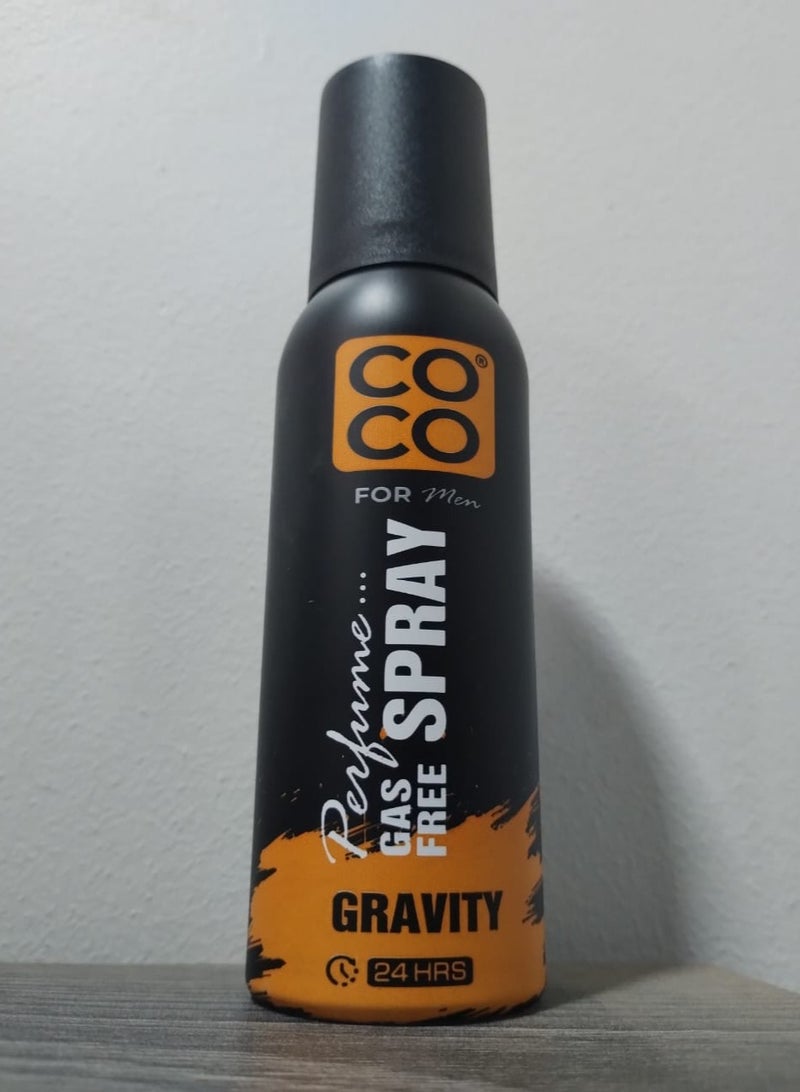 CO®
CO
FOR Men
Perfume...
GAS
FREE
SPRAY
GRAVITY
24 HRS